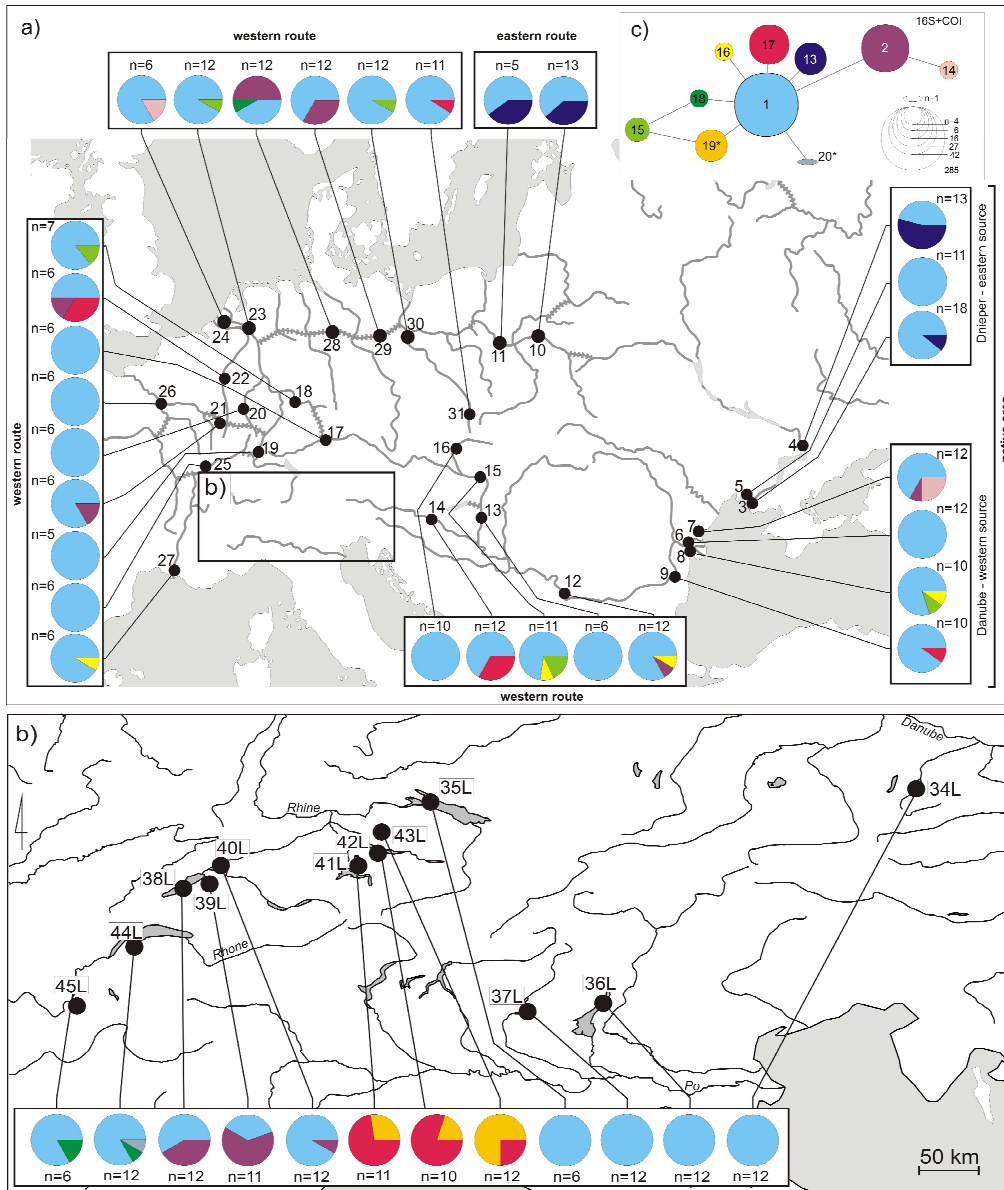 a)
western route
n=6 n=12 n=12 n=12 n=12 n=11
eastern route
n=5 n=13
c)
16S+COI
16 17 13 2 14
18 1
15 19* 20*
n=1
n=4
6
16
27
42
285
western route
n=7
n=6
n=6
n=6
n=6
n=6
n=5
n=6
n=6
24 23 28 29 30 11 10
22 26 21 20 18 31
19 17 16
25 15
14 13
27 12
b)
4
5
3
7
6
8
9
n=13
n=11
n=18
Dnieper - eastern source
n=12
n=12
n=10
n=10
Danube - western source
n=10 n=12 n=11 n=6 n=12
western route
b)
Danube
35L 34L
Rhine
43L
42L
40L 41L
38L
39L
44L
Rhone
45L 37L 36L
Po
n=6 n=12 n=12 n=11 n=12 n=11 n=10 n=12 n=6 n=12 n=12 n=12
50 km